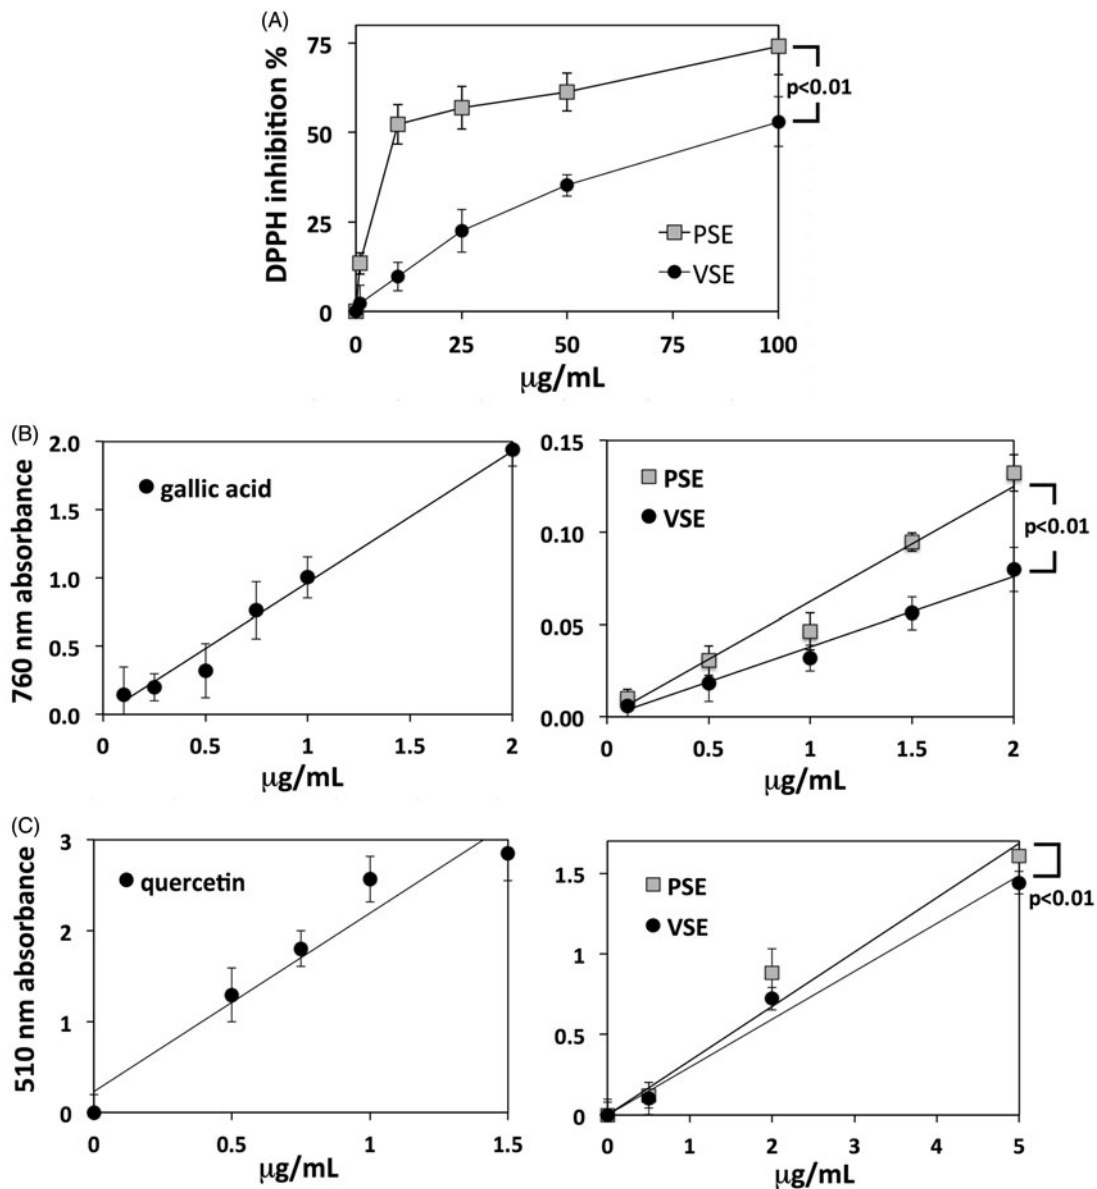 (A)
DPPH inhibition %
75
50
25
0
p<0.01
PSE
VSE
0 25 50 75 100
μg/mL
(B)
760 nm absorbance
2.0
1.5
1.0
0.5
0.0
gallic acid
0 0.5 1 1.5 2
μg/mL
0.15
0.10
0.05
0.00
PSE
VSE
p<0.01
0 0.5 1 1.5 2
μg/mL
(C)
510 nm absorbance
3
2
1
0
quercetin
0 0.5 1 1.5
μg/mL
1.5
1
0.5
0
PSE
VSE
p<0.01
0 1 2 3 4 5
μg/mL